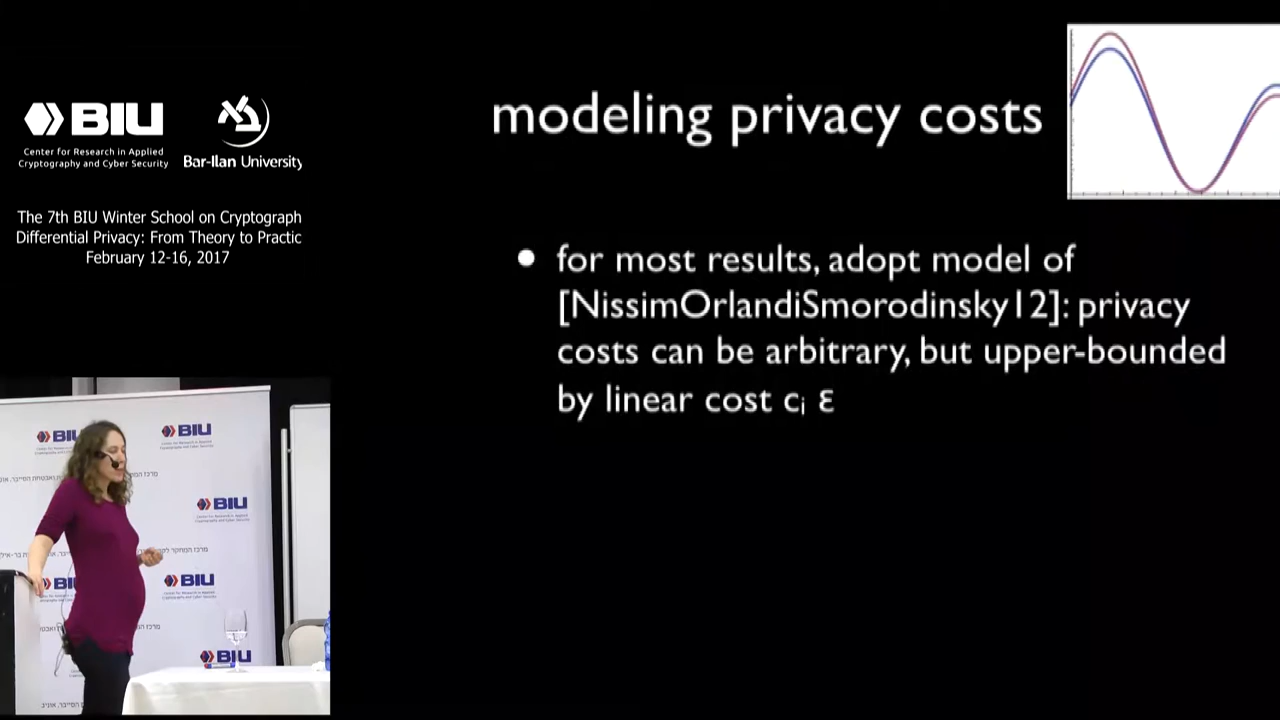 BIU
Center for Research in Applied
Cryptography and Cyber Security
Bar-Ilan University
The 7th BIU Winter School on Cryptograph
Differential Privacy: From Theory to Practic
February 12-16, 2017
modeling privacy costs
for most results, adopt model of
[NissimOrlandiSmorodinsky12]: privacy
costs can be arbitrary, but upper-bounded
by linear cost cᵢ ε
BIU
BIU
BIU
BIU
BIU
BIU